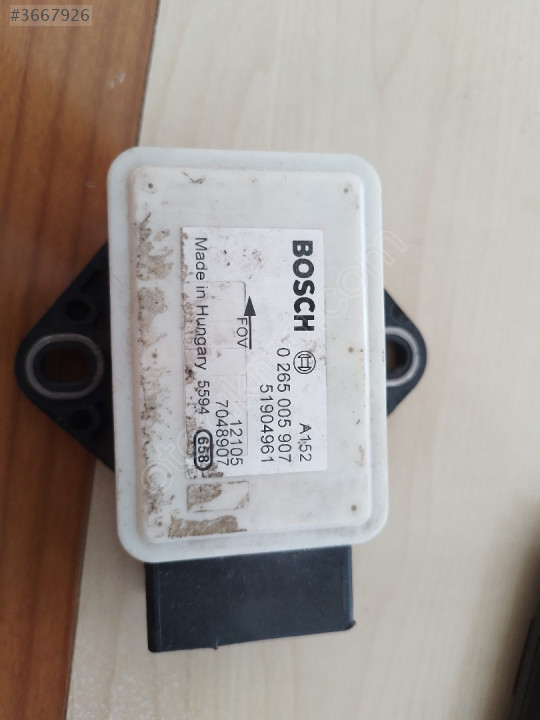 #3667926
BOSCH
A152
0 265 005 907
51904961
FOV
12105
7048907
Made in Hungary 5594 658